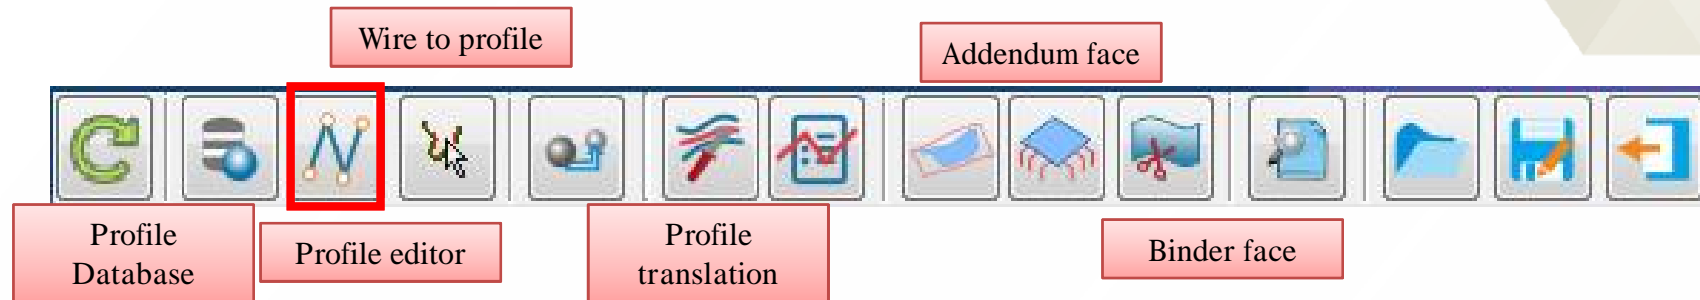 Wire to profile
Addendum face
Profile
Database
Profile editor
Profile
translation
Binder face